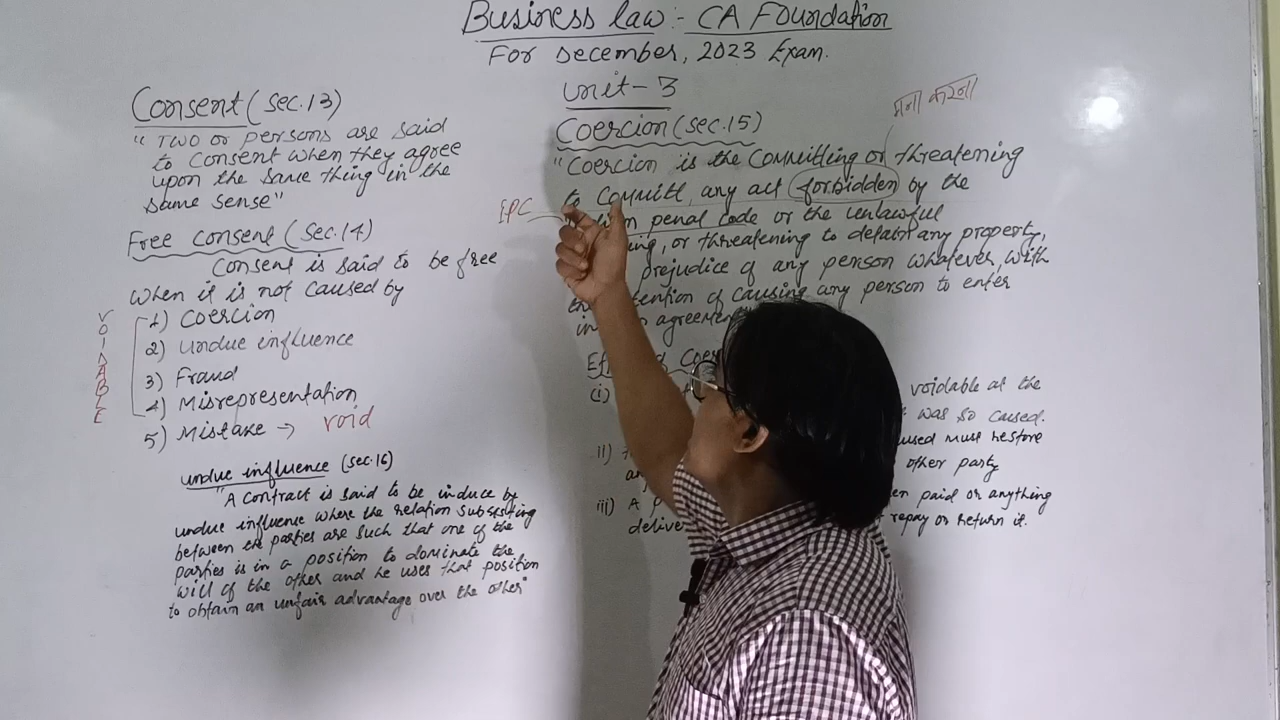 Business law:- CA Foundation
For December, 2023 Exam.
Unit-3
Consent (sec.13)
"Two or persons are said
to consent when they agree
upon the same thing in the
same sense"
Free consent (sec.14)
Consent is said to be free
when it is not caused by
VOIDABLE
1) Coercion
2) undue influence
3) Fraud
4) Misrepresentation
5) Mistake → void
undue influence (sec.16)
"A contract is said to be induce by
undue influence where the relation subsisting
between the parties are such that one of the
parties is in a position to dominate the
will of the other and he uses that position
to obtain an unfair advantage over the other"
मना करना
Coercion (sec.15)
"Coercion is the committing or threatening
to committ, any act forbidden by the
IPC
penal code or the unlawful
or threatening to detain any property,
prejudice of any person whatever, with
of causing any person to enter
agreement
(i) voidable at the
was so caused.
ii) must restore
other party
iii) A paid or anything
repay or return it.